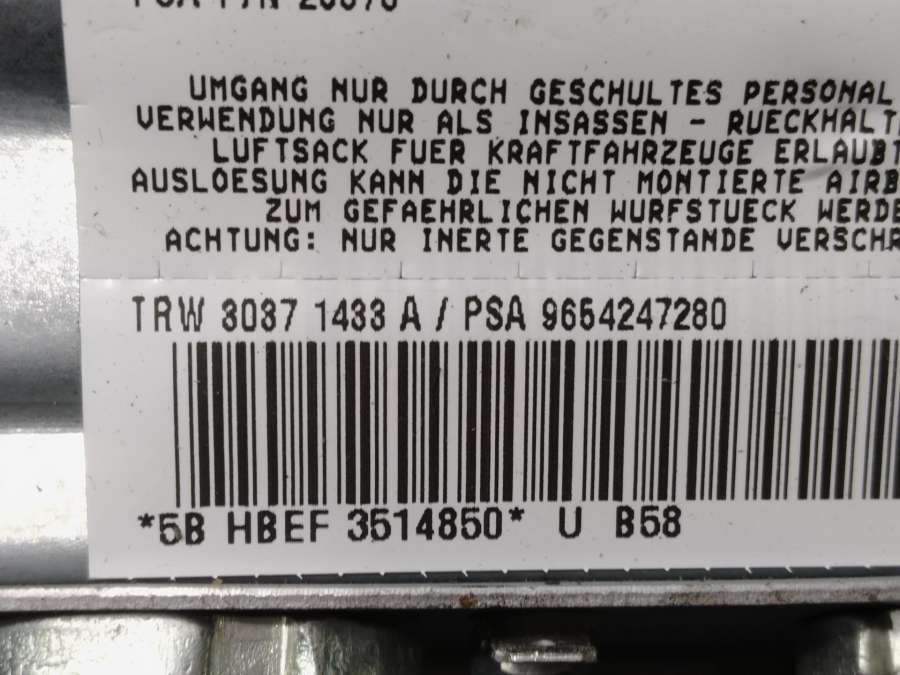 UMGANG NUR DURCH GESCHULTES PERSONAL
VERWENDUNG NUR ALS INSASSEN - RUECKHALT
LUFTSACK FUER KRAFTFAHRZEUGE ERLAUBT
AUSLOESUNG KANN DIE NICHT MONTIERTE AIRB
ZUM GEFAEHRLICHEN WURFSTUECK WERDE
ACHTUNG: NUR INERTE GEGENSTANDE VERSCHR
TRW 3037 1433 A / PSA 9654247280
*5B HBEF 3514850* U B58